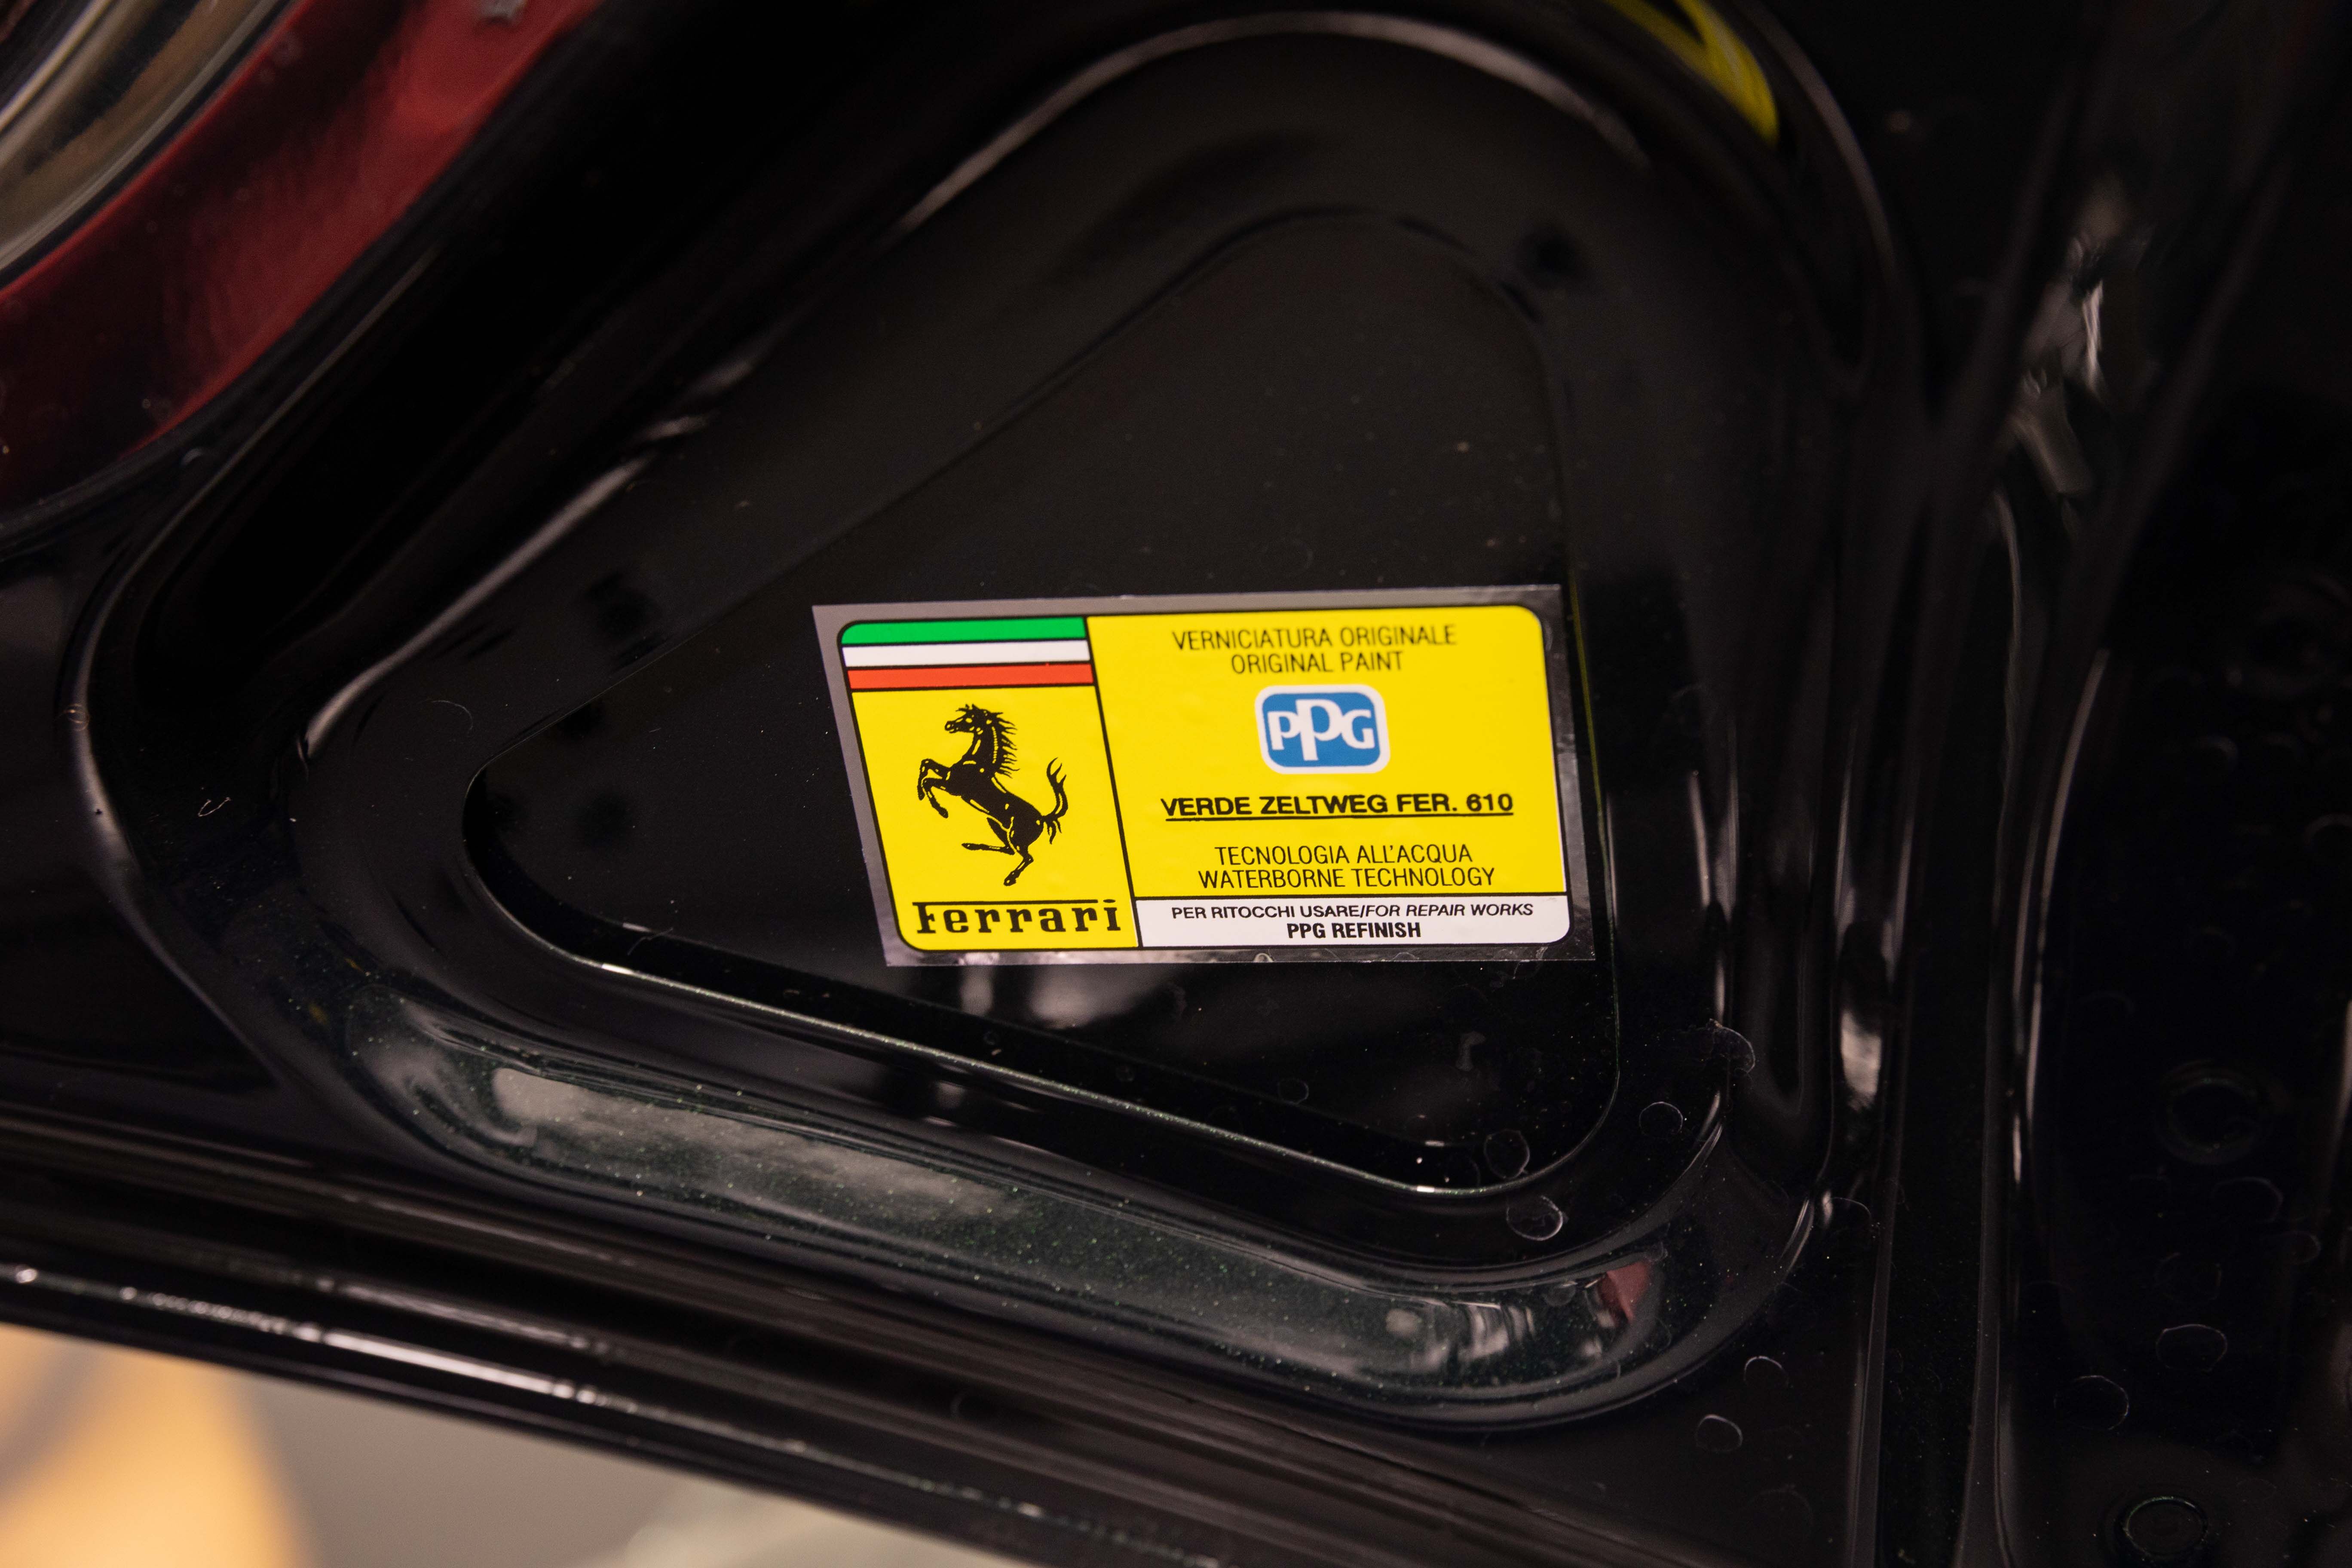 VERNICIATURA ORIGINALE
ORIGINAL PAINT
PPG
VERDE ZELTWEG FER. 610
TECNOLOGIA ALL'ACQUA
WATERBORNE TECHNOLOGY
Ferrari
PER RITOCCHI USARE/FOR REPAIR WORKS
PPG REFINISH